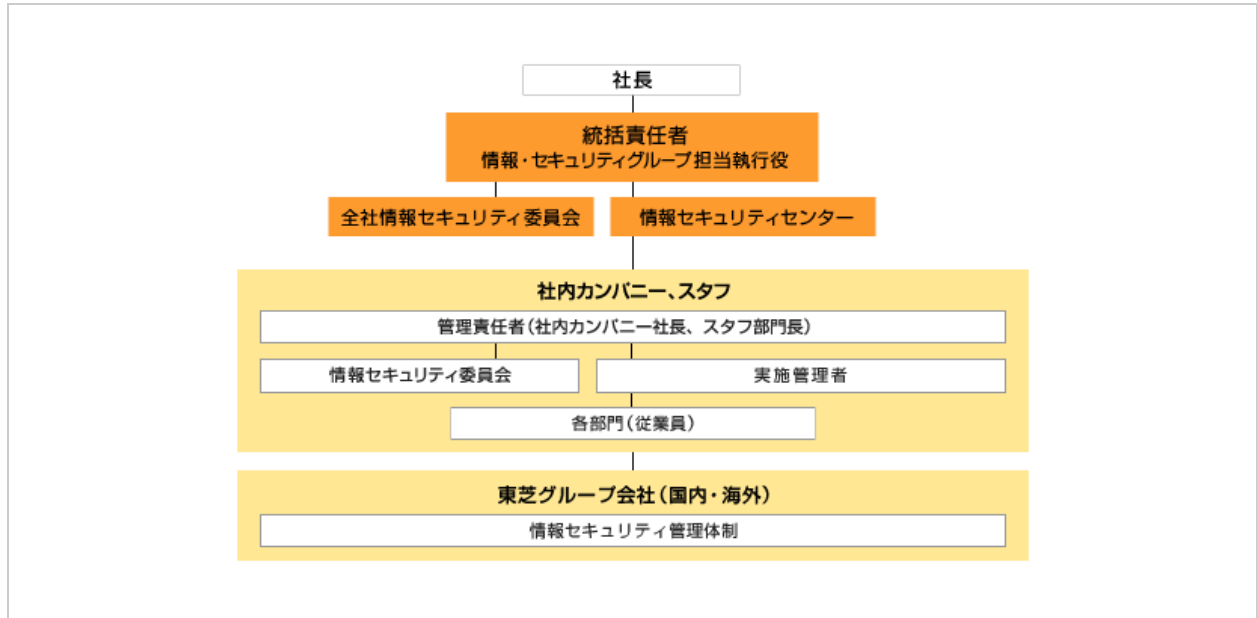 社長
統括責任者
情報・セキュリティグループ担当執行役
全社情報セキュリティ委員会
情報セキュリティセンター
社内カンパニー、スタッフ
管理責任者（社内カンパニー社長、スタッフ部門長）
情報セキュリティ委員会
実施管理者
各部門（従業員）
東芝グループ会社（国内・海外）
情報セキュリティ管理体制